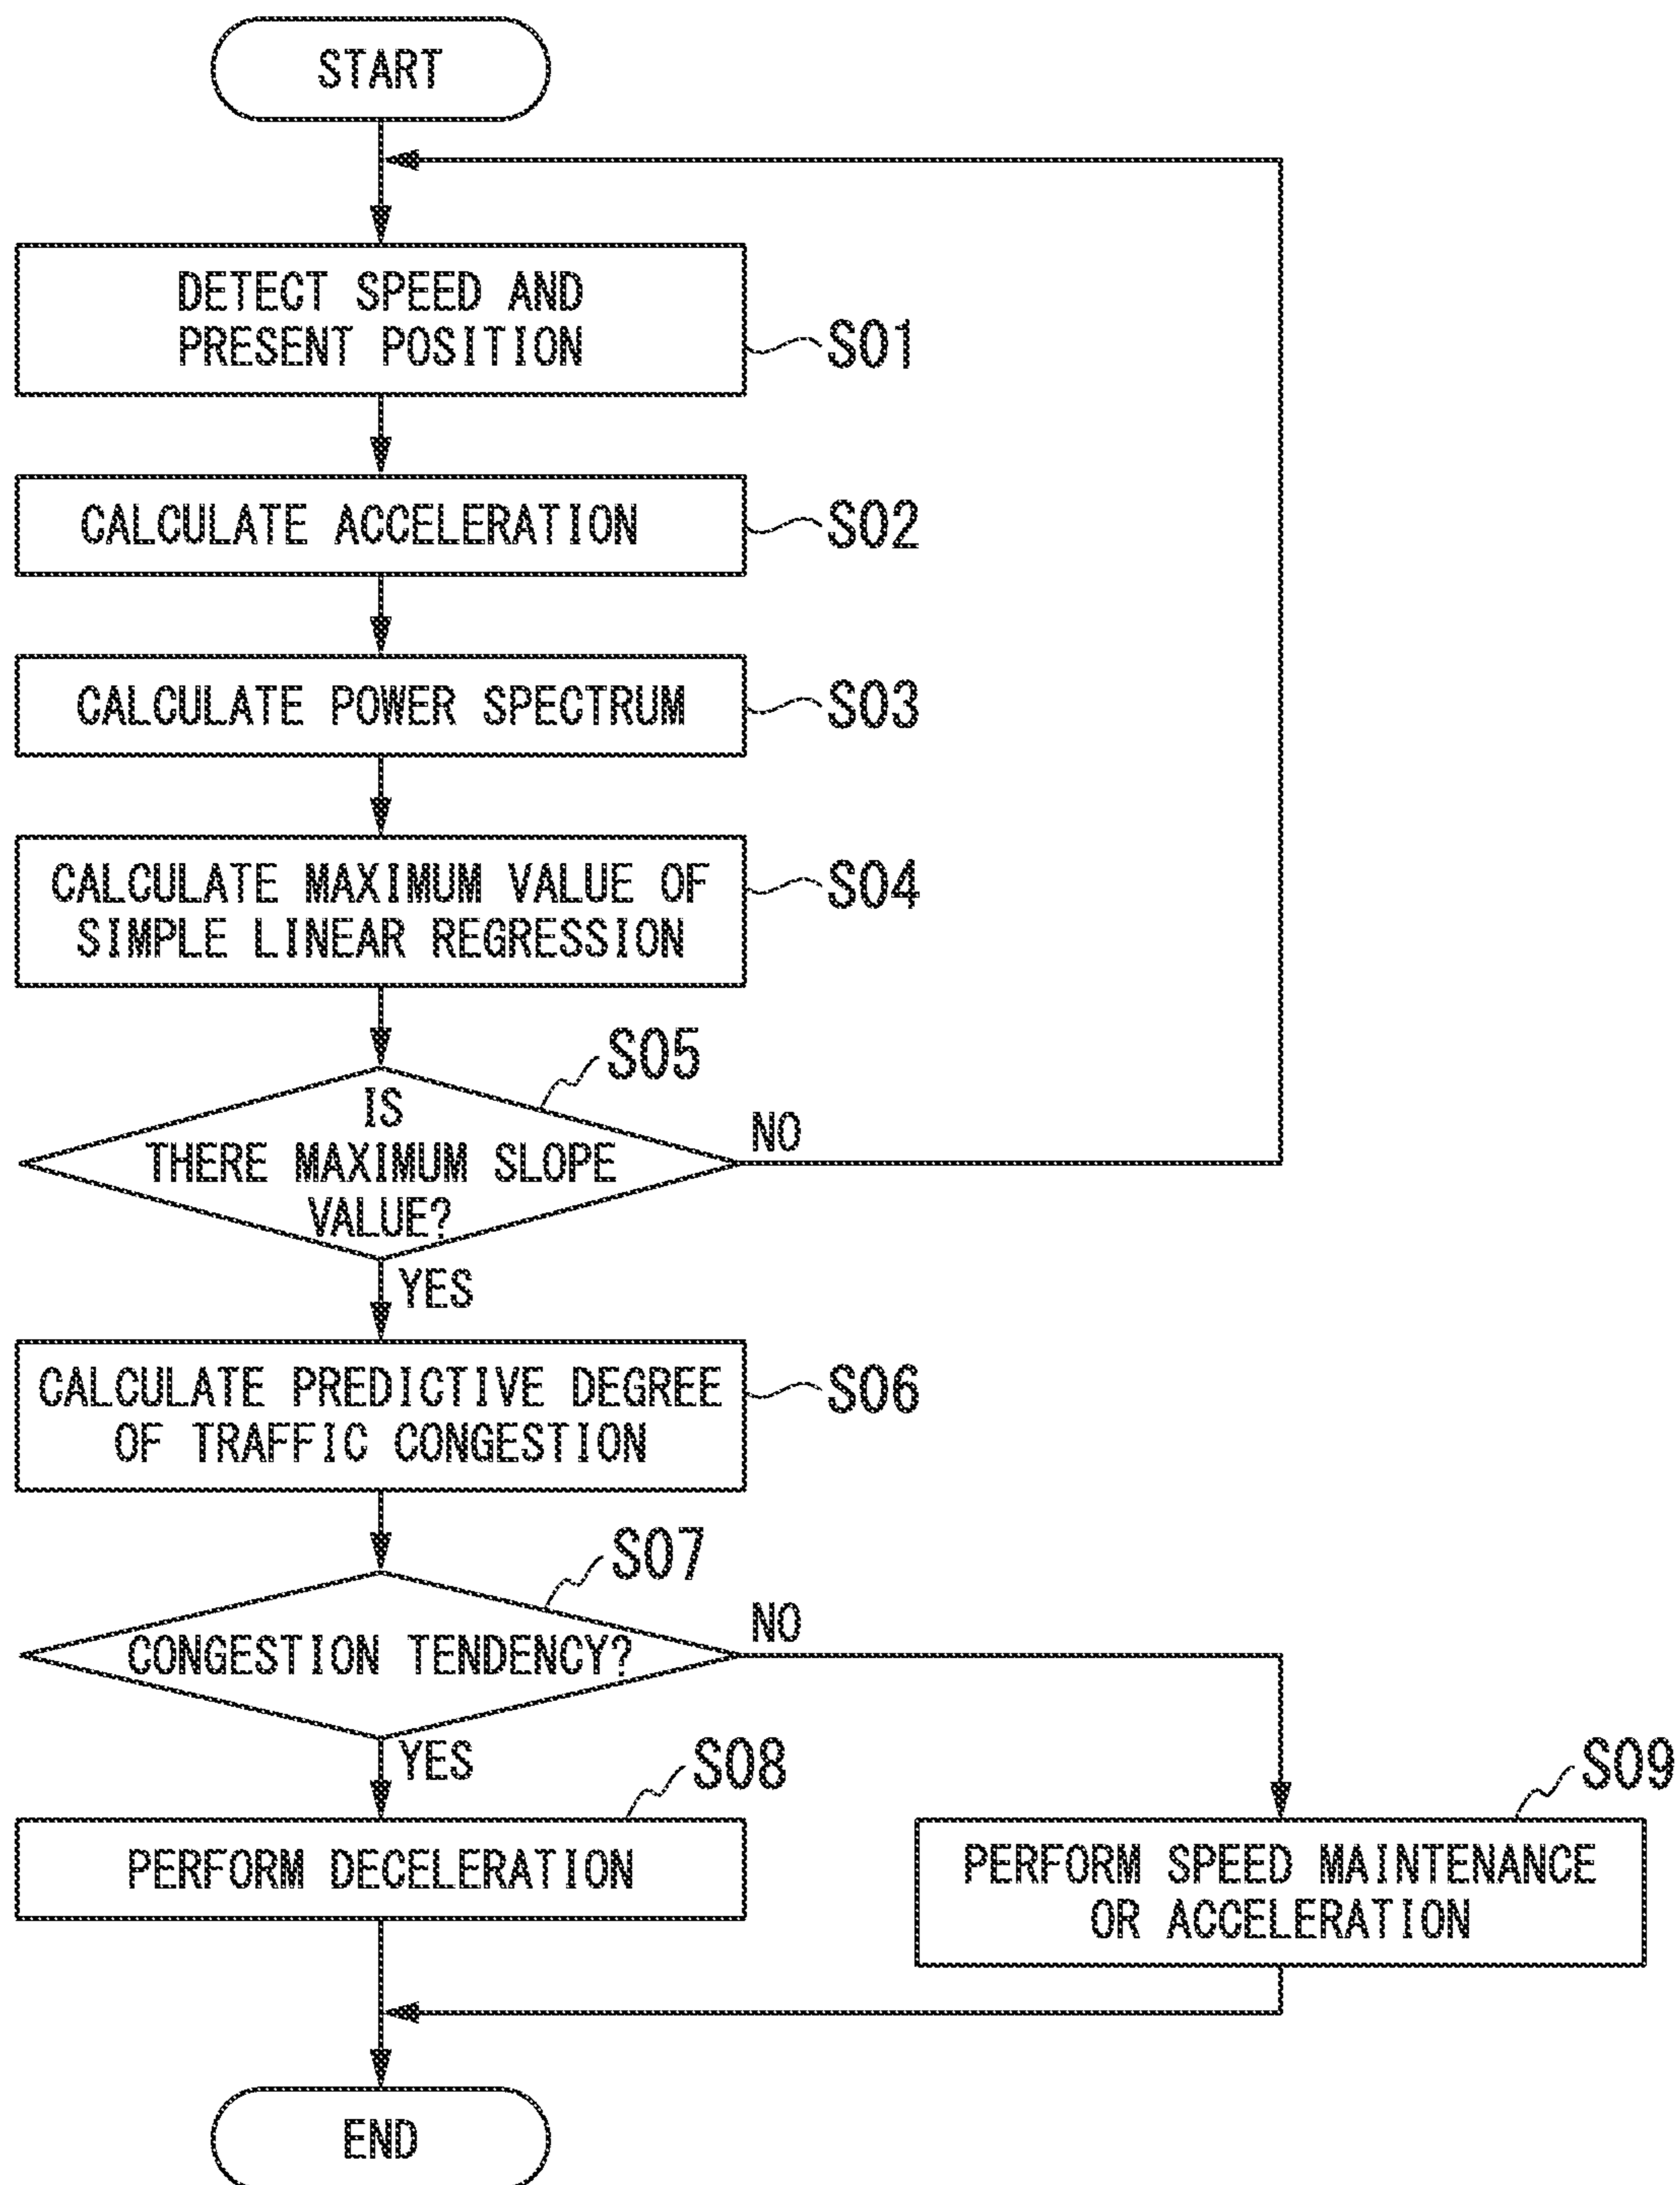 START
DETECT SPEED AND
PRESENT POSITION
S01
CALCULATE ACCELERATION
S02
CALCULATE POWER SPECTRUM
S03
CALCULATE MAXIMUM VALUE OF
SIMPLE LINEAR REGRESSION
S04
S05
IS
THERE MAXIMUM SLOPE
VALUE?
NO
YES
CALCULATE PREDICTIVE DEGREE
OF TRAFFIC CONGESTION
S06
S07
CONGESTION TENDENCY?
NO
YES
S08
PERFORM DECELERATION
S09
PERFORM SPEED MAINTENANCE
OR ACCELERATION
END